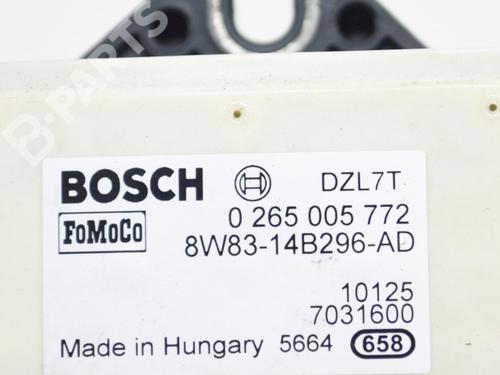 B-PARTS
BOSCH DZL7T
0 265 005 772
FoMoCo
8W83-14B296-AD
10125
7031600
Made in Hungary 5664 658